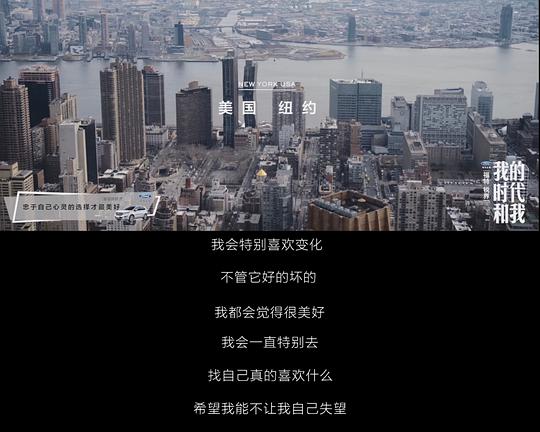 NEW YORK USA
美国 纽约
忠于自己心灵的选择才最美好
我的
时代
和我
我会特别喜欢变化
不管它好的坏的
我都会觉得很美好
我会一直特别去
找自己真的喜欢什么
希望我能不让我自己失望